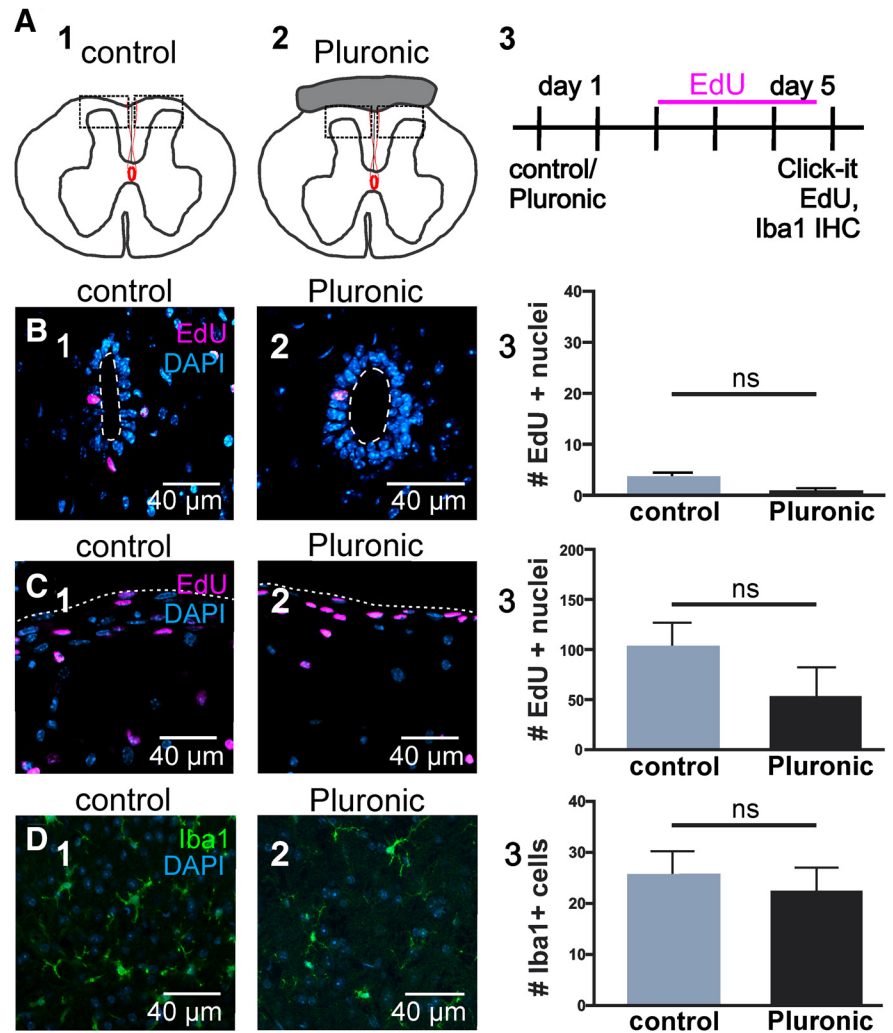 A
1
control
2
Pluronic
3
EdU
day 1
day 5
control/
Pluronic
Click-it
EdU,
Iba1 IHC
control
Pluronic
B
1
EdU
DAPI
40 µm
2
40 µm
3
# EdU + nuclei
40
30
20
10
0
ns
control
Pluronic
control
Pluronic
C
1
EdU
DAPI
40 µm
2
40 µm
3
# EdU + nuclei
200
150
100
50
0
ns
control
Pluronic
control
Pluronic
D
1
Iba1
DAPI
40 µm
2
40 µm
3
# Iba1+ cells
40
30
20
10
0
ns
control
Pluronic